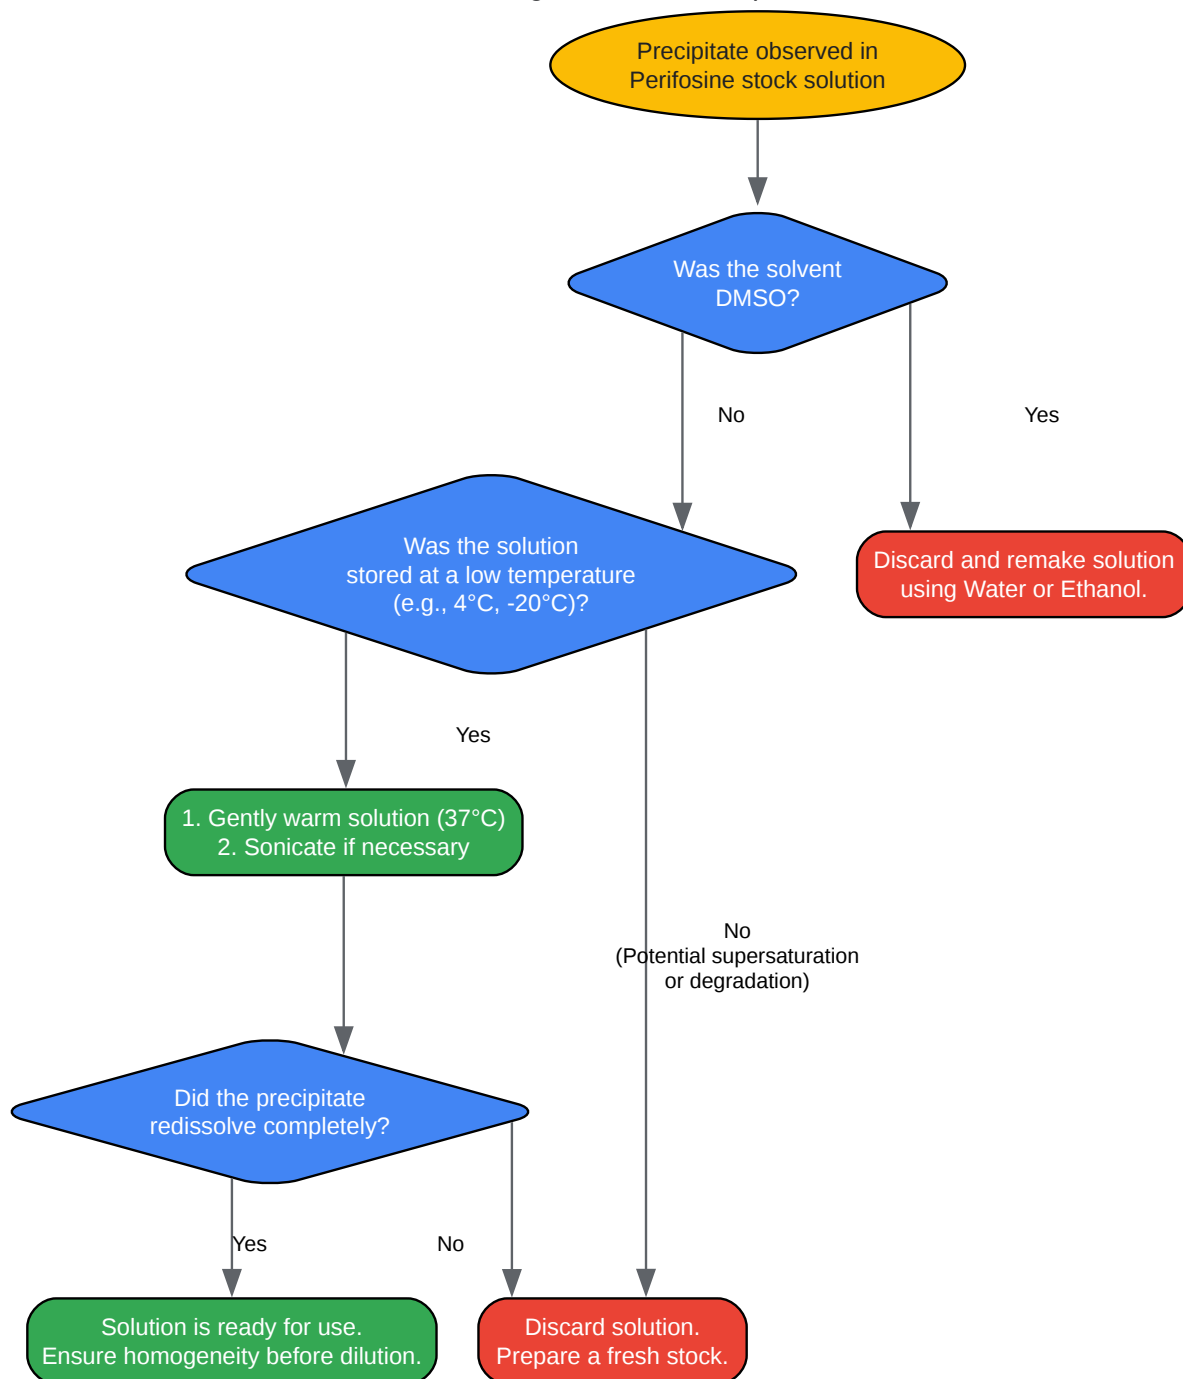 Precipitate observed in
Perifosine stock solution
Was the solvent
DMSO?
No
Yes
Was the solution
stored at a low temperature
(e.g., 4°C, -20°C)?
Discard and remake solution
using Water or Ethanol.
Yes
1. Gently warm solution (37°C)
2. Sonicate if necessary
No
(Potential supersaturation
or degradation)
Did the precipitate
redissolve completely?
Yes
No
Solution is ready for use.
Ensure homogeneity before dilution.
Discard solution.
Prepare a fresh stock.